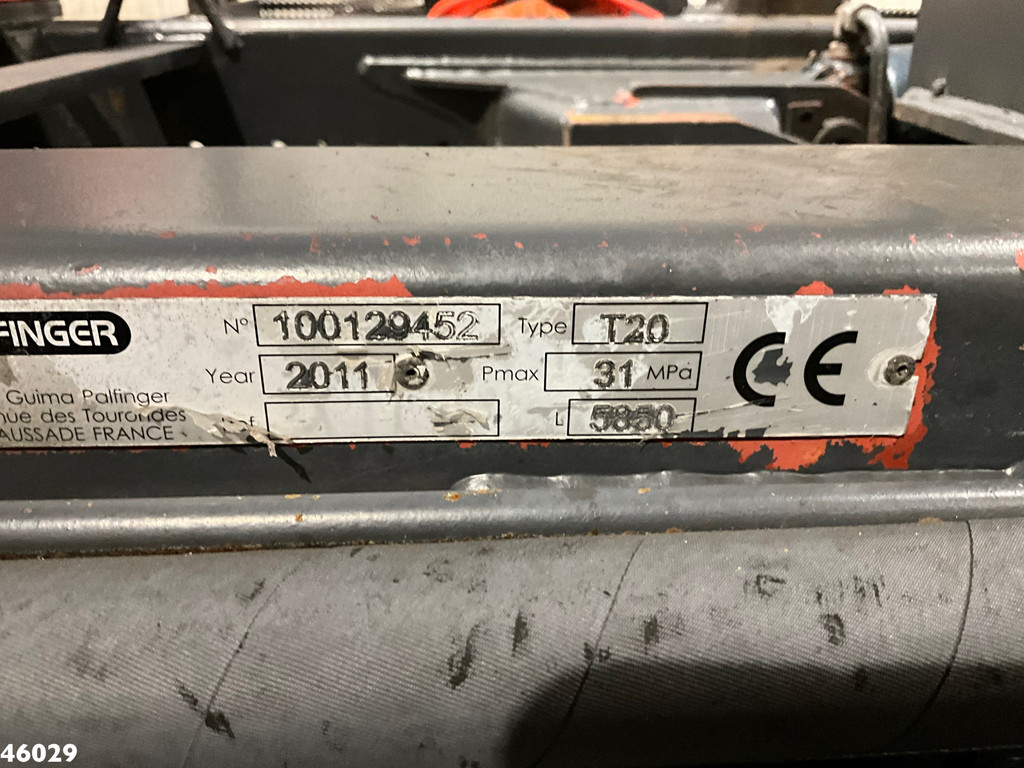 FINGER
N° 100129452 Type T20
Year 2011 Pmax 31 MPa
Guima Palfinger
nue des Tourondes
AUSSADE FRANCE
L 5850
CE
46029